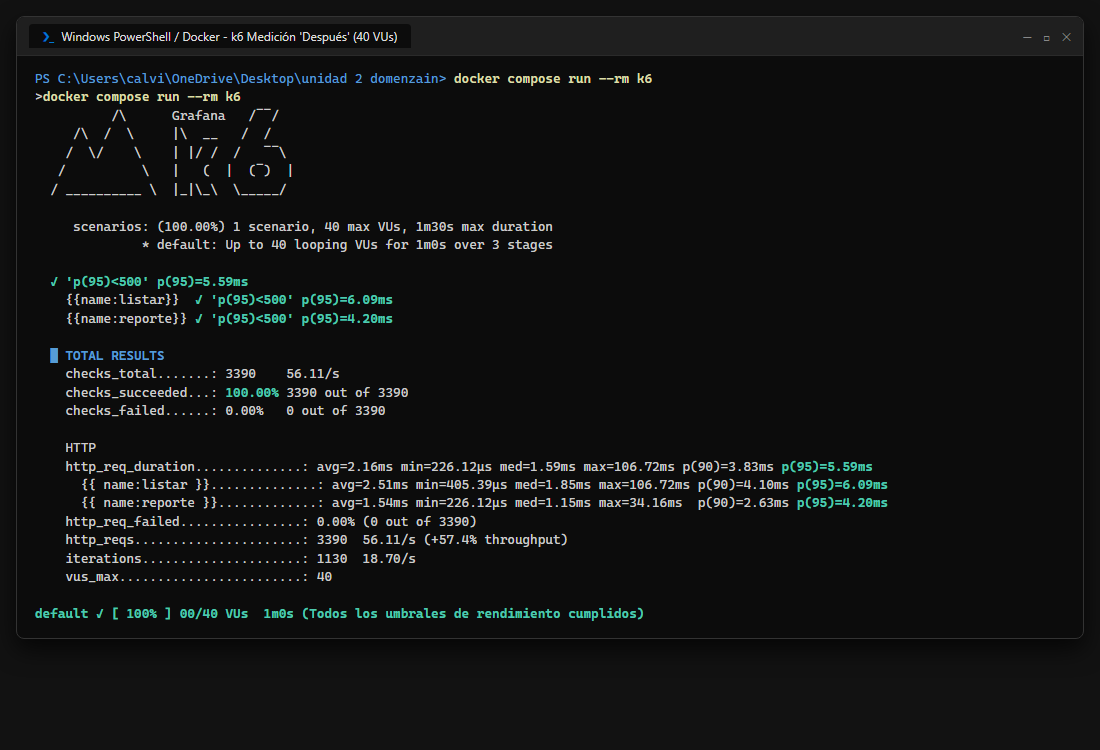 Windows PowerShell / Docker - k6 Medición 'Después' (40 VUs)
PS C:\Users\calvi\OneDrive\Desktop\unidad 2 domenzain> docker compose run --rm k6
>docker compose run --rm k6
         /\      Grafana   /‾‾/
    /\  /  \     |\  __   /  /
   /  \/    \    | |/ /  /   ‾‾\
  /          \   |   (  |  (‾)  |
 / __________ \  |_|\_\  \_____/
scenarios: (100.00%) 1 scenario, 40 max VUs, 1m30s max duration
* default: Up to 40 looping VUs for 1m0s over 3 stages
✓ 'p(95)<500' p(95)=5.59ms
{{name:listar}}  ✓ 'p(95)<500' p(95)=6.09ms
{{name:reporte}} ✓ 'p(95)<500' p(95)=4.20ms
█ TOTAL RESULTS
checks_total.......: 3390    56.11/s
checks_succeeded...: 100.00% 3390 out of 3390
checks_failed......: 0.00%   0 out of 3390
HTTP
http_req_duration..............: avg=2.16ms min=226.12µs med=1.59ms max=106.72ms p(90)=3.83ms p(95)=5.59ms
{{ name:listar }}..............: avg=2.51ms min=405.39µs med=1.85ms max=106.72ms p(90)=4.10ms p(95)=6.09ms
{{ name:reporte }}.............: avg=1.54ms min=226.12µs med=1.15ms max=34.16ms  p(90)=2.63ms p(95)=4.20ms
http_req_failed................: 0.00% (0 out of 3390)
http_reqs......................: 3390  56.11/s (+57.4% throughput)
iterations.....................: 1130  18.70/s
vus_max........................: 40
default ✓ [ 100% ] 00/40 VUs  1m0s (Todos los umbrales de rendimiento cumplidos)